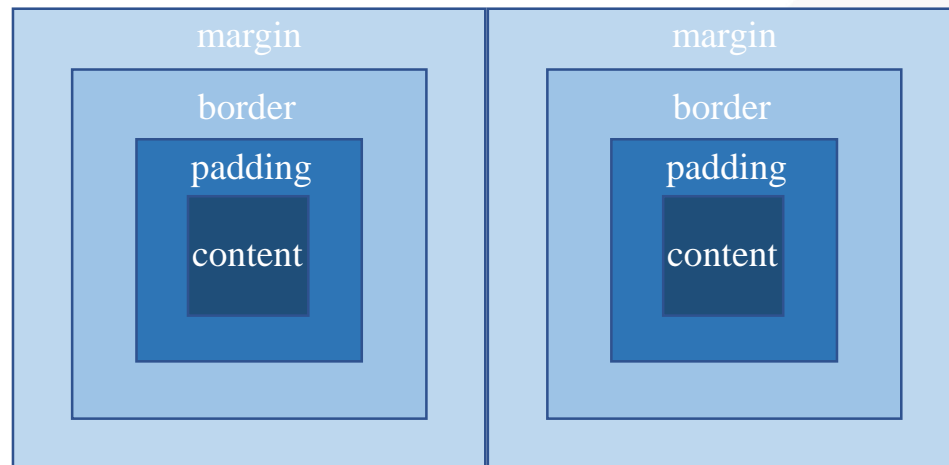 margin margin
border border
padding padding
content content